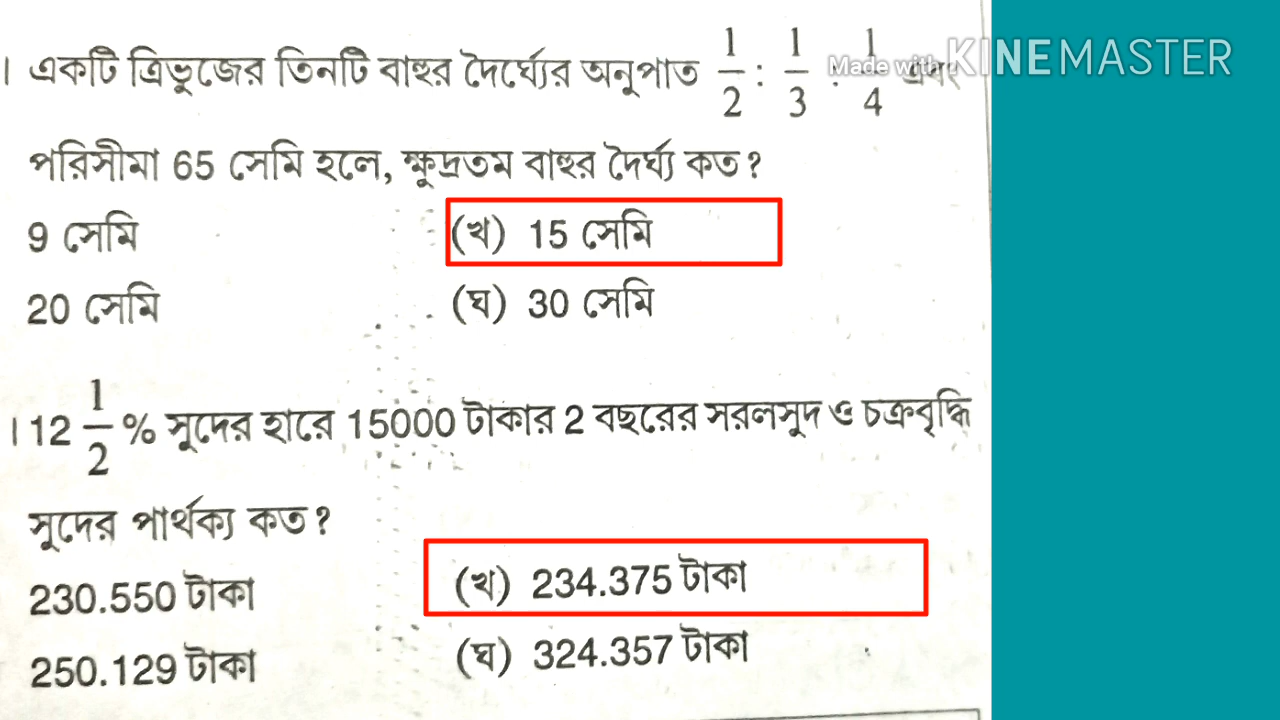 । একটি ত্রিভুজের তিনটি বাহুর দৈর্ঘ্যের অনুপাত 1/2 : 1/3 : 1/4 এবং
Made with KINEMASTER
পরিসীমা 65 সেমি হলে, ক্ষুদ্রতম বাহুর দৈর্ঘ্য কত?
9 সেমি (খ) 15 সেমি
20 সেমি (ঘ) 30 সেমি
। 12 1/2 % সুদের হারে 15000 টাকার 2 বছরের সরলসুদ ও চক্রবৃদ্ধি
সুদের পার্থক্য কত?
230.550 টাকা (খ) 234.375 টাকা
250.129 টাকা (ঘ) 324.357 টাকা